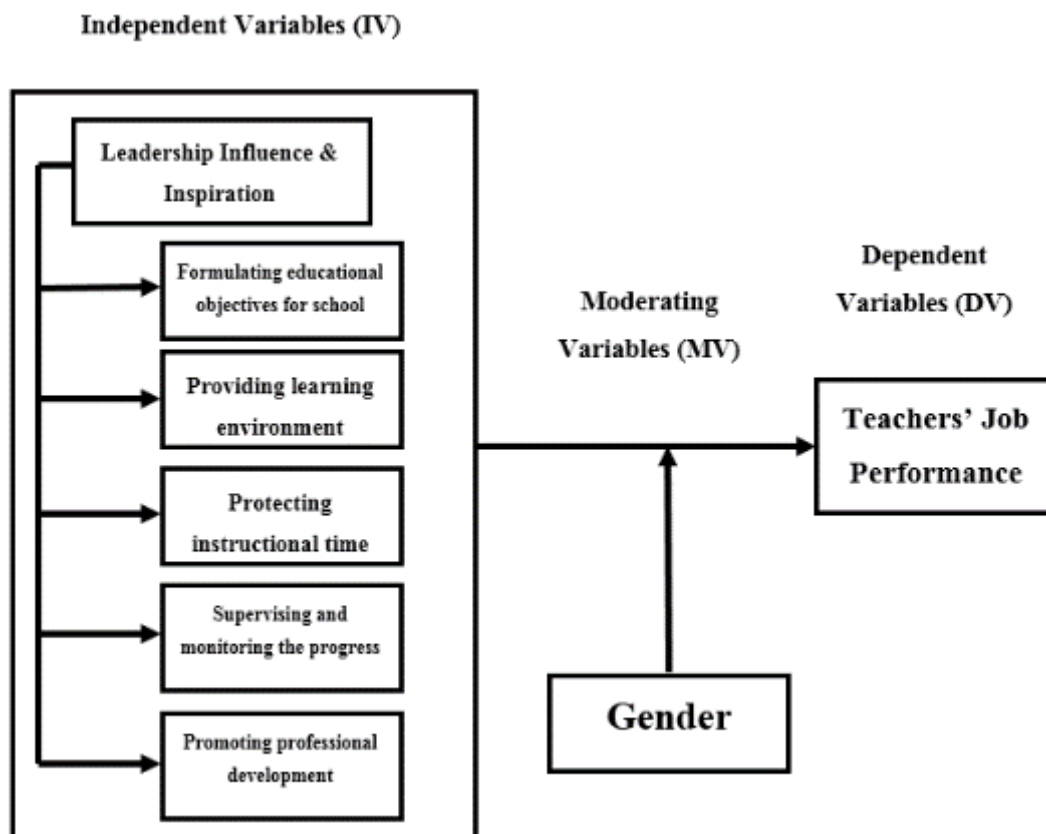 Independent Variables (IV)
Leadership Influence &
Inspiration
Formulating educational
objectives for school
Providing learning
environment
Protecting
instructional time
Supervising and
monitoring the progress
Promoting professional
development
Moderating
Variables (MV)
Gender
Dependent
Variables (DV)
Teachers’ Job
Performance